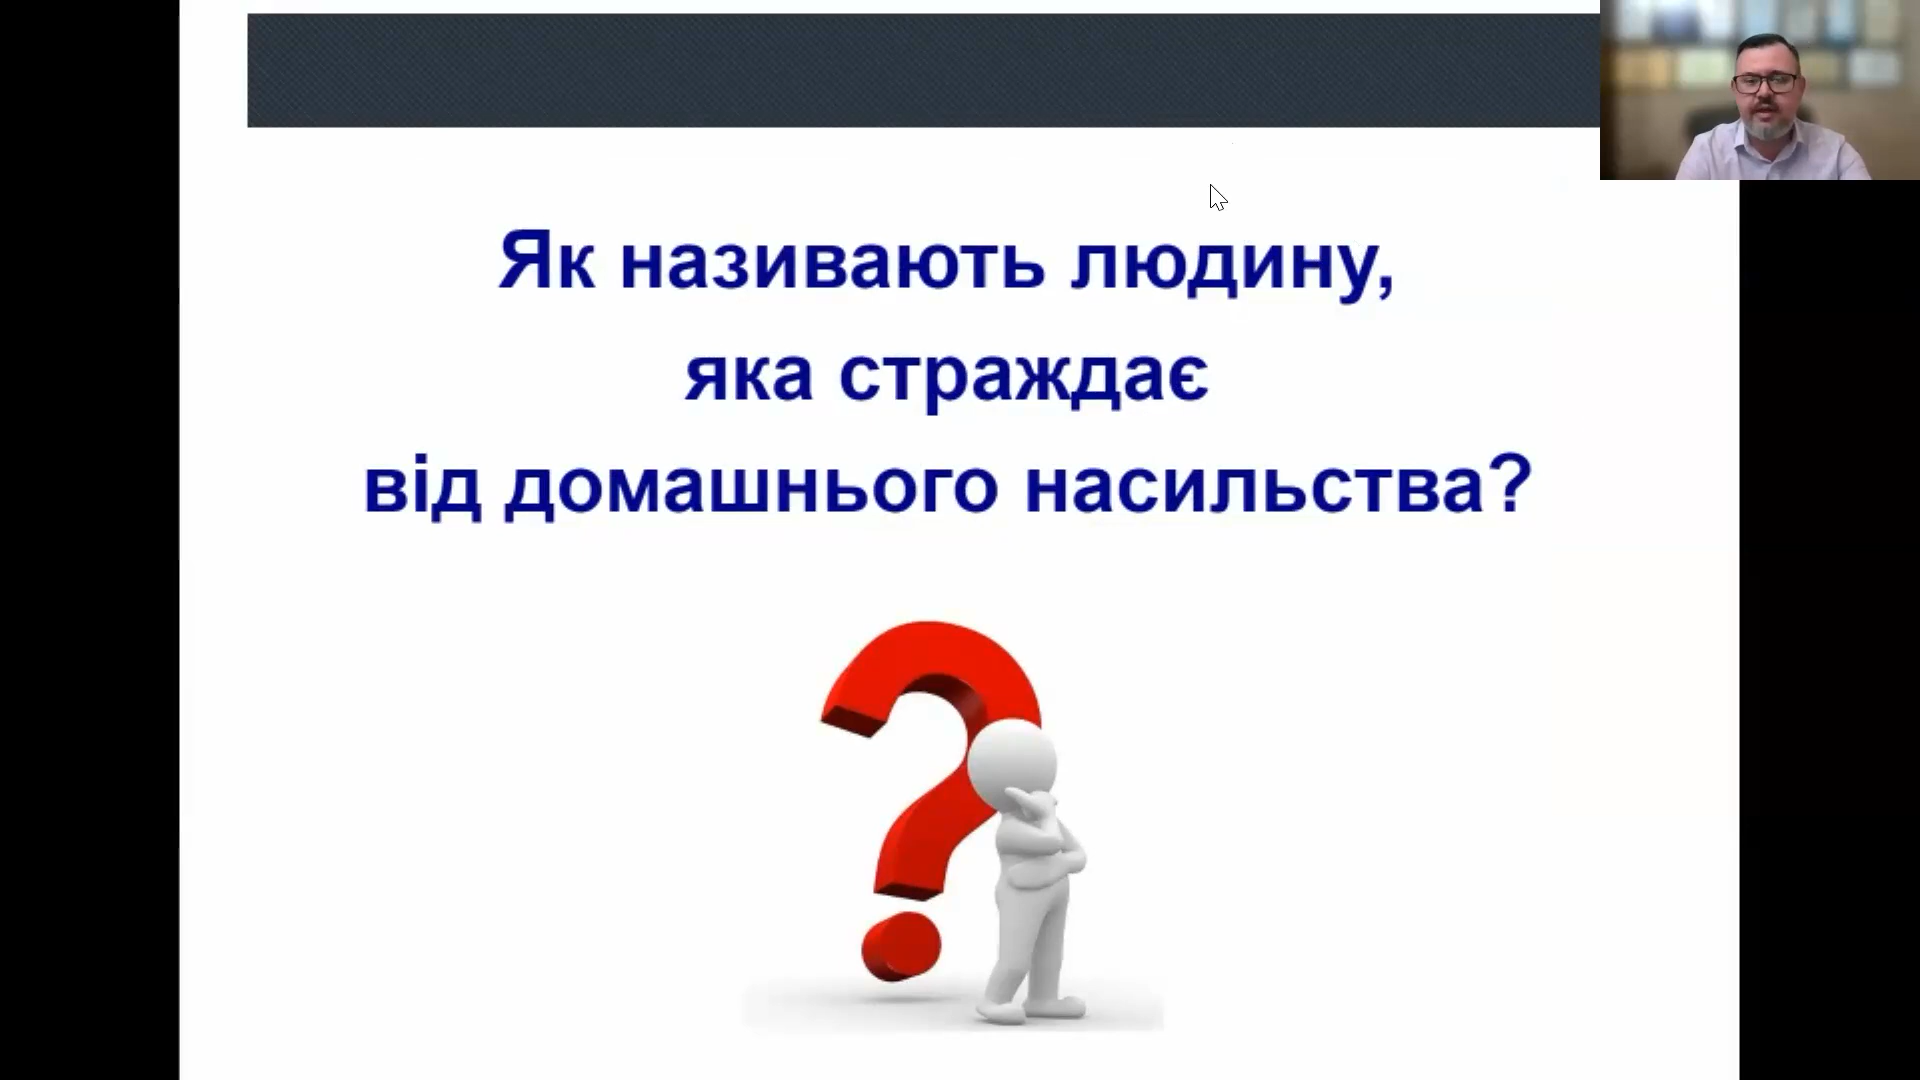 Як називають людину,
яка страждає
від домашнього насильства?